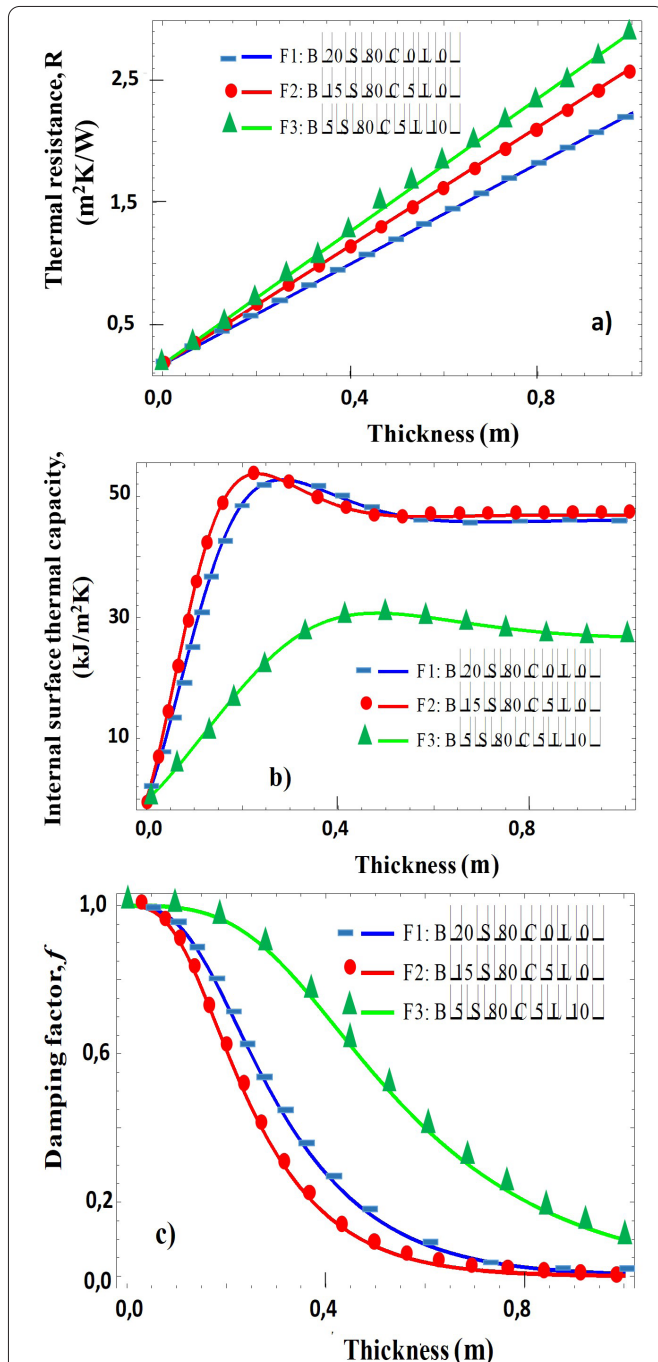 Thermal resistance, R
(m²K/W)
2,5
1,5
0,5
F1: B 20 S 80 C 0 L 0
F2: B 15 S 80 C 5 L 0
F3: B 5 S 80 C 5 L 10
a)
0,0 0,4 0,8
Thickness (m)
Internal surface thermal capacity,
(kJ/m²K)
50
30
10
F1: B 20 S 80 C 0 L 0
F2: B 15 S 80 C 5 L 0
F3: B 5 S 80 C 5 L 10
b)
0,0 0,4 0,8
Thickness (m)
Damping factor, f
1,0
0,6
0,2
0,0
F1: B 20 S 80 C 0 L 0
F2: B 15 S 80 C 5 L 0
F3: B 5 S 80 C 5 L 10
c)
0,0 0,4 0,8
Thickness (m)